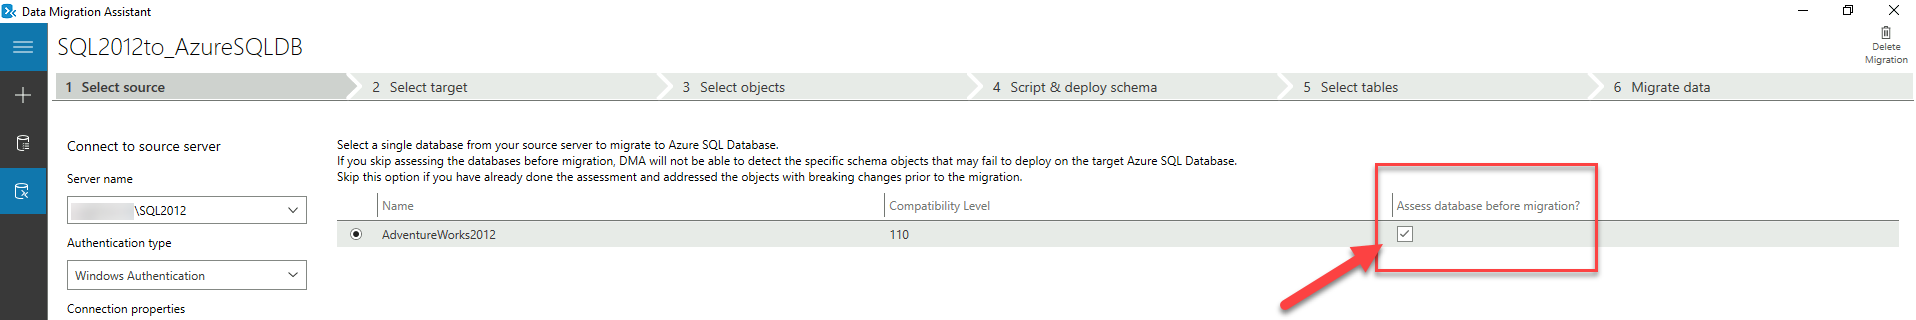 Data Migration Assistant
SQL2012to_AzureSQLDB
Delete
Migration
1 Select source
2 Select target
3 Select objects
4 Script & deploy schema
5 Select tables
6 Migrate data
Connect to source server
Server name
\SQL2012
Authentication type
Windows Authentication
Connection properties
Select a single database from your source server to migrate to Azure SQL Database.
If you skip assessing the databases before migration, DMA will not be able to detect the specific schema objects that may fail to deploy on the target Azure SQL Database.
Skip this option if you have already done the assessment and addressed the objects with breaking changes prior to the migration.
Name Compatibility Level Assess database before migration?
AdventureWorks2012 110